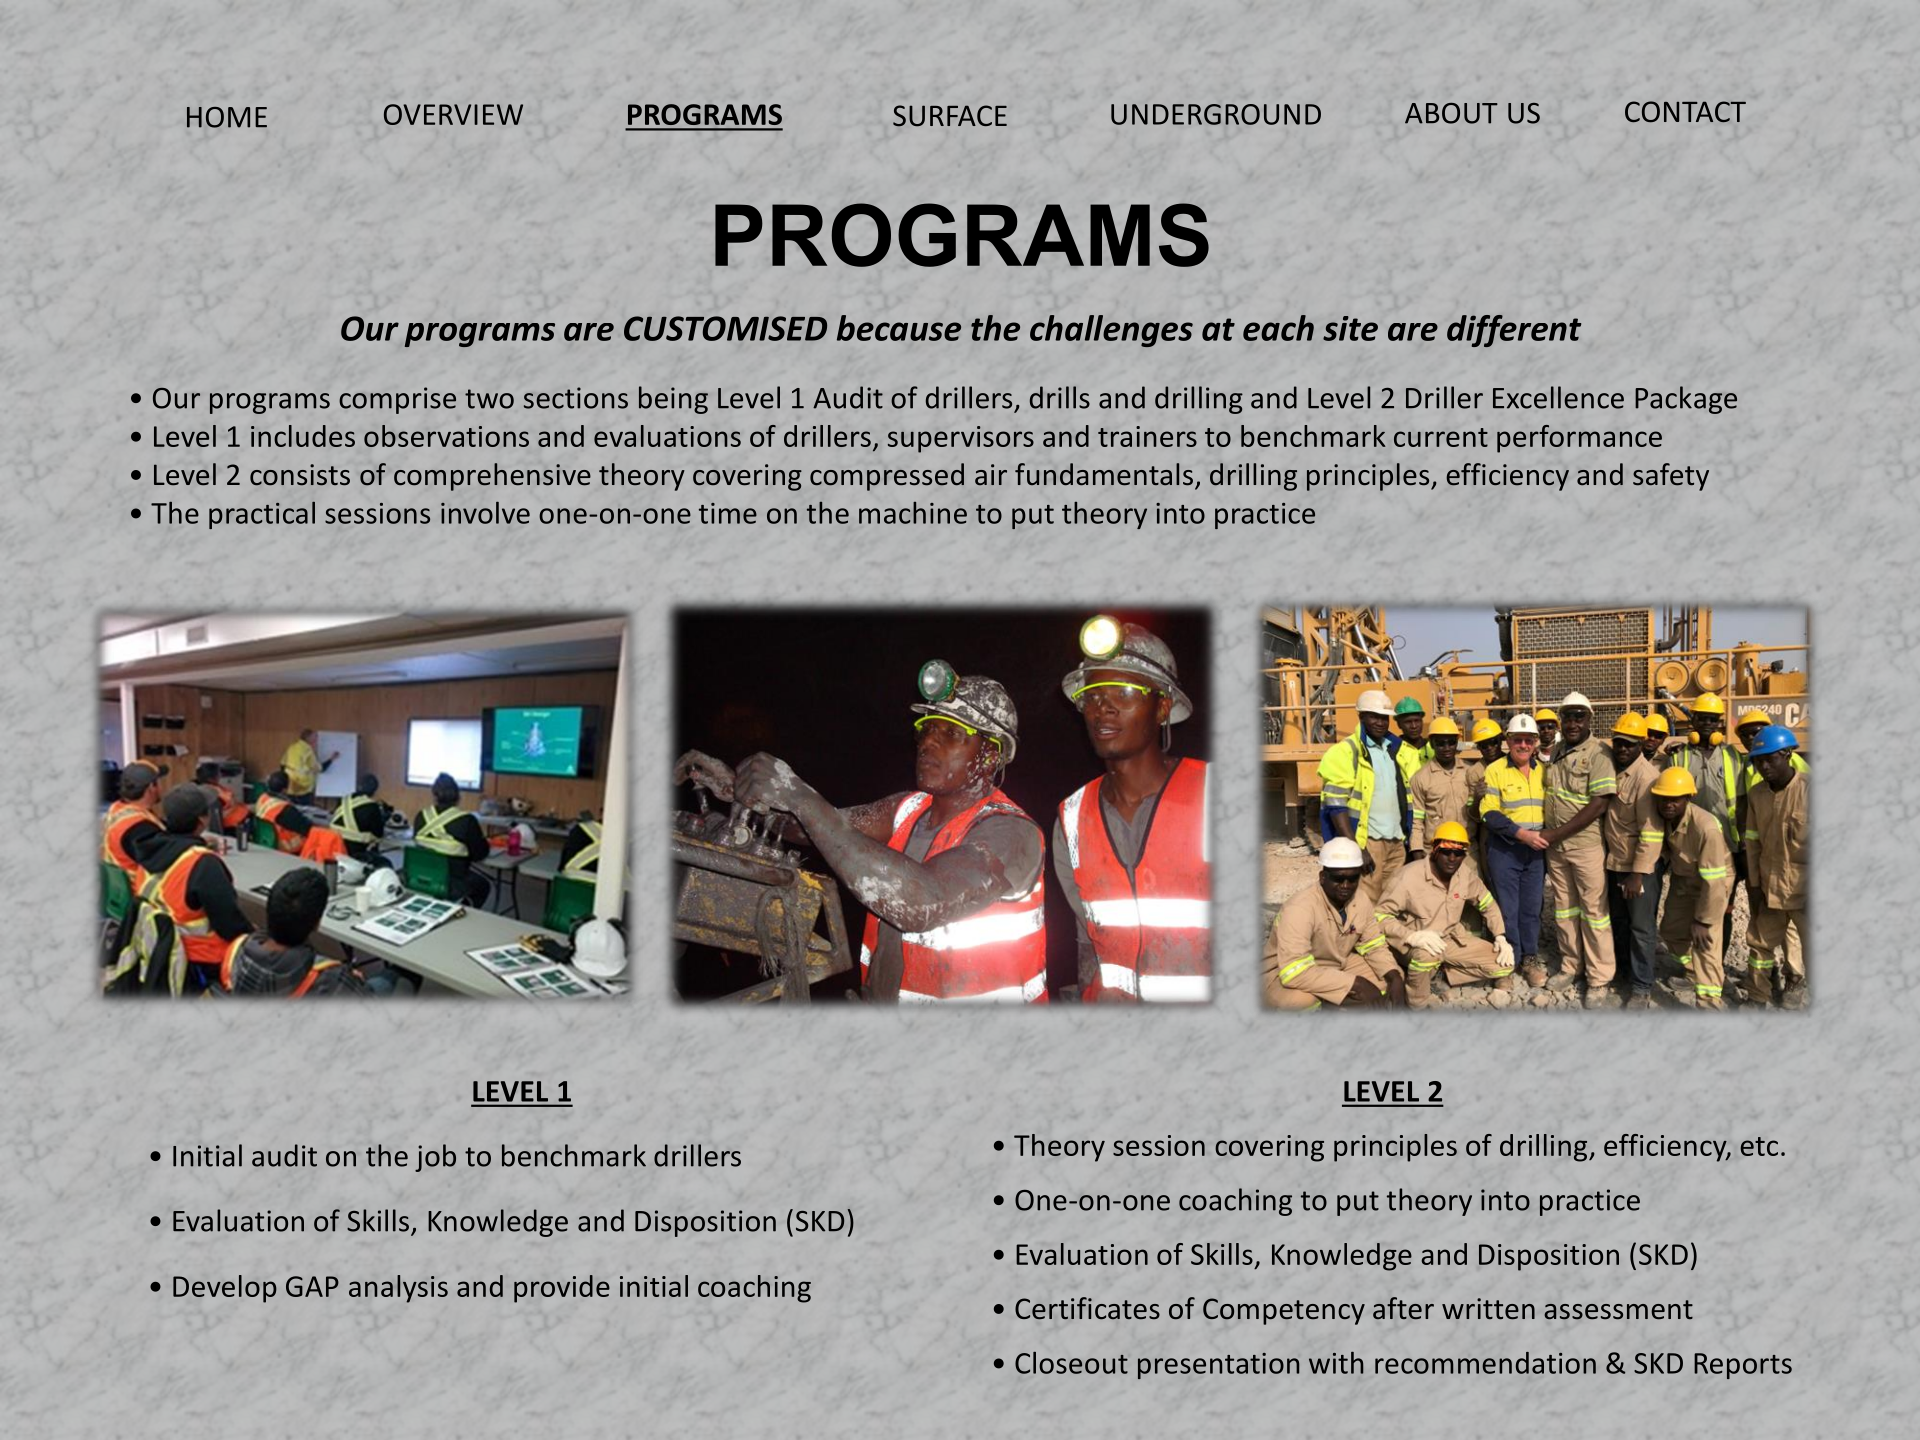 HOME OVERVIEW PROGRAMS SURFACE UNDERGROUND ABOUT US CONTACT
PROGRAMS
Our programs are CUSTOMISED because the challenges at each site are different
• Our programs comprise two sections being Level 1 Audit of drillers, drills and drilling and Level 2 Driller Excellence Package
• Level 1 includes observations and evaluations of drillers, supervisors and trainers to benchmark current performance
• Level 2 consists of comprehensive theory covering compressed air fundamentals, drilling principles, efficiency and safety
• The practical sessions involve one-on-one time on the machine to put theory into practice
MD6240 CA
LEVEL 1
• Initial audit on the job to benchmark drillers
• Evaluation of Skills, Knowledge and Disposition (SKD)
• Develop GAP analysis and provide initial coaching
LEVEL 2
• Theory session covering principles of drilling, efficiency, etc.
• One-on-one coaching to put theory into practice
• Evaluation of Skills, Knowledge and Disposition (SKD)
• Certificates of Competency after written assessment
• Closeout presentation with recommendation & SKD Reports